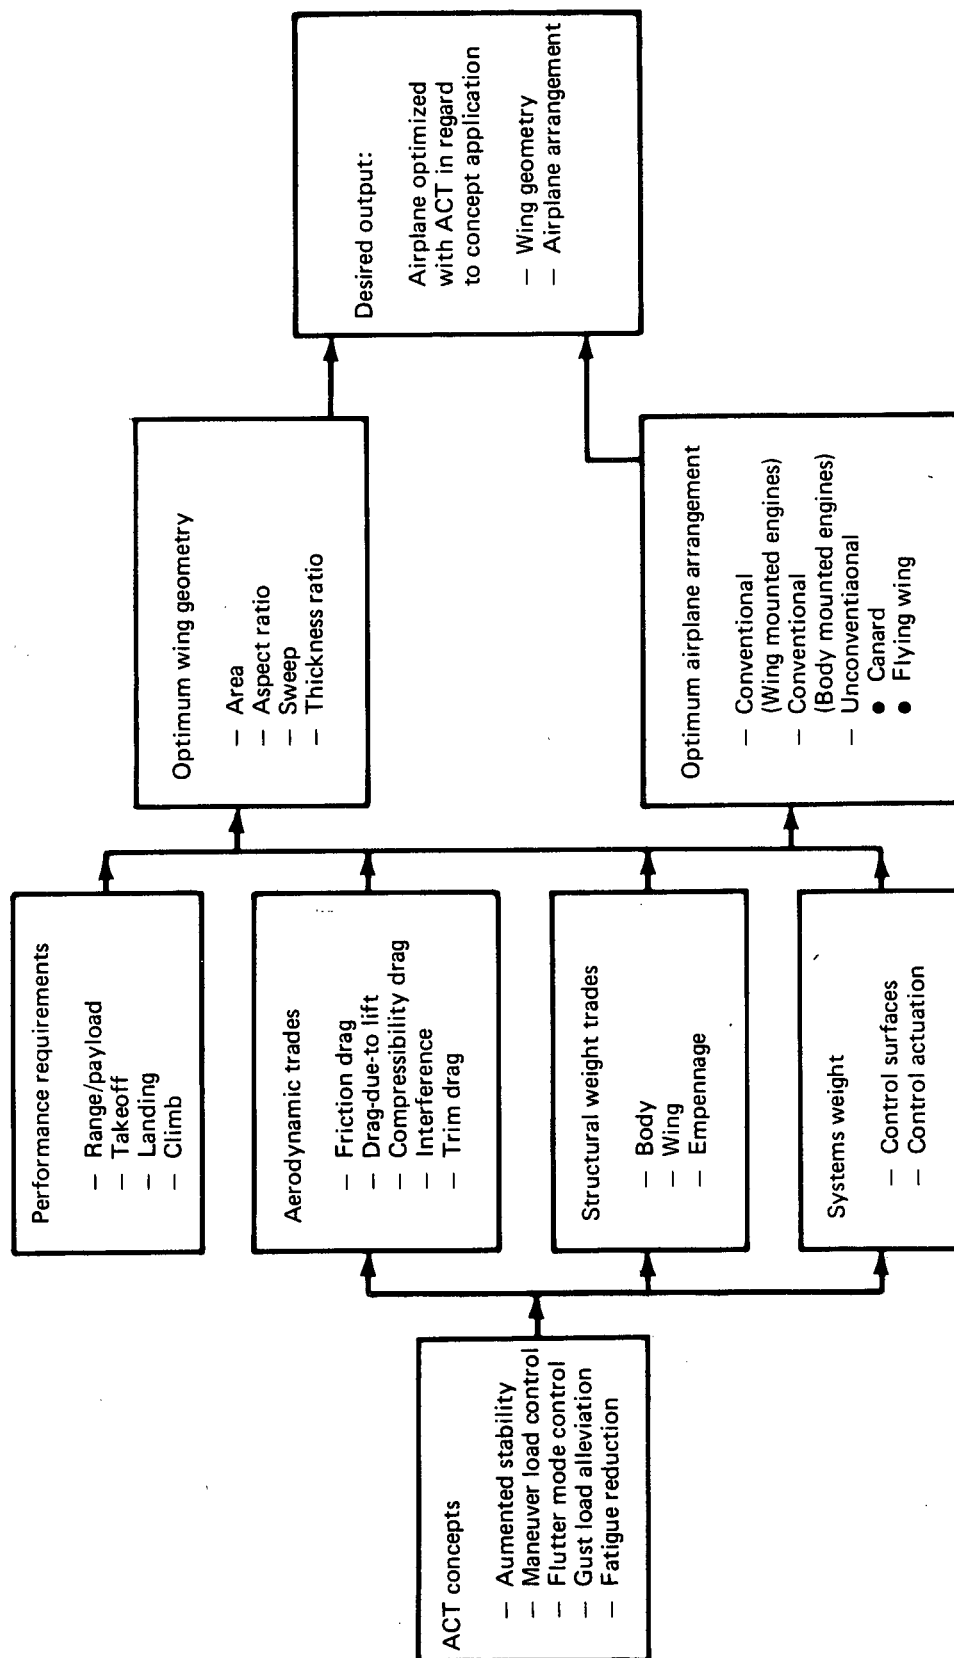 ACT concepts
— Aumented stability
— Maneuver load control
— Flutter mode control
— Gust load alleviation
— Fatigue reduction
Performance requirements
— Range/payload
— Takeoff
— Landing
— Climb
Aerodynamic trades
— Friction drag
— Drag-due-to lift
— Compressibility drag
— Interference
— Trim drag
Structural weight trades
— Body
— Wing
— Empennage
Systems weight
— Control surfaces
— Control actuation
Optimum wing geometry
— Area
— Aspect ratio
— Sweep
— Thickness ratio
Optimum airplane arrangement
— Conventional
(Wing mounted engines)
— Conventional
(Body mounted engines)
— Unconventiaonal
● Canard
● Flying wing
Desired output:
Airplane optimized
with ACT in regard
to concept application
— Wing geometry
— Airplane arrangement